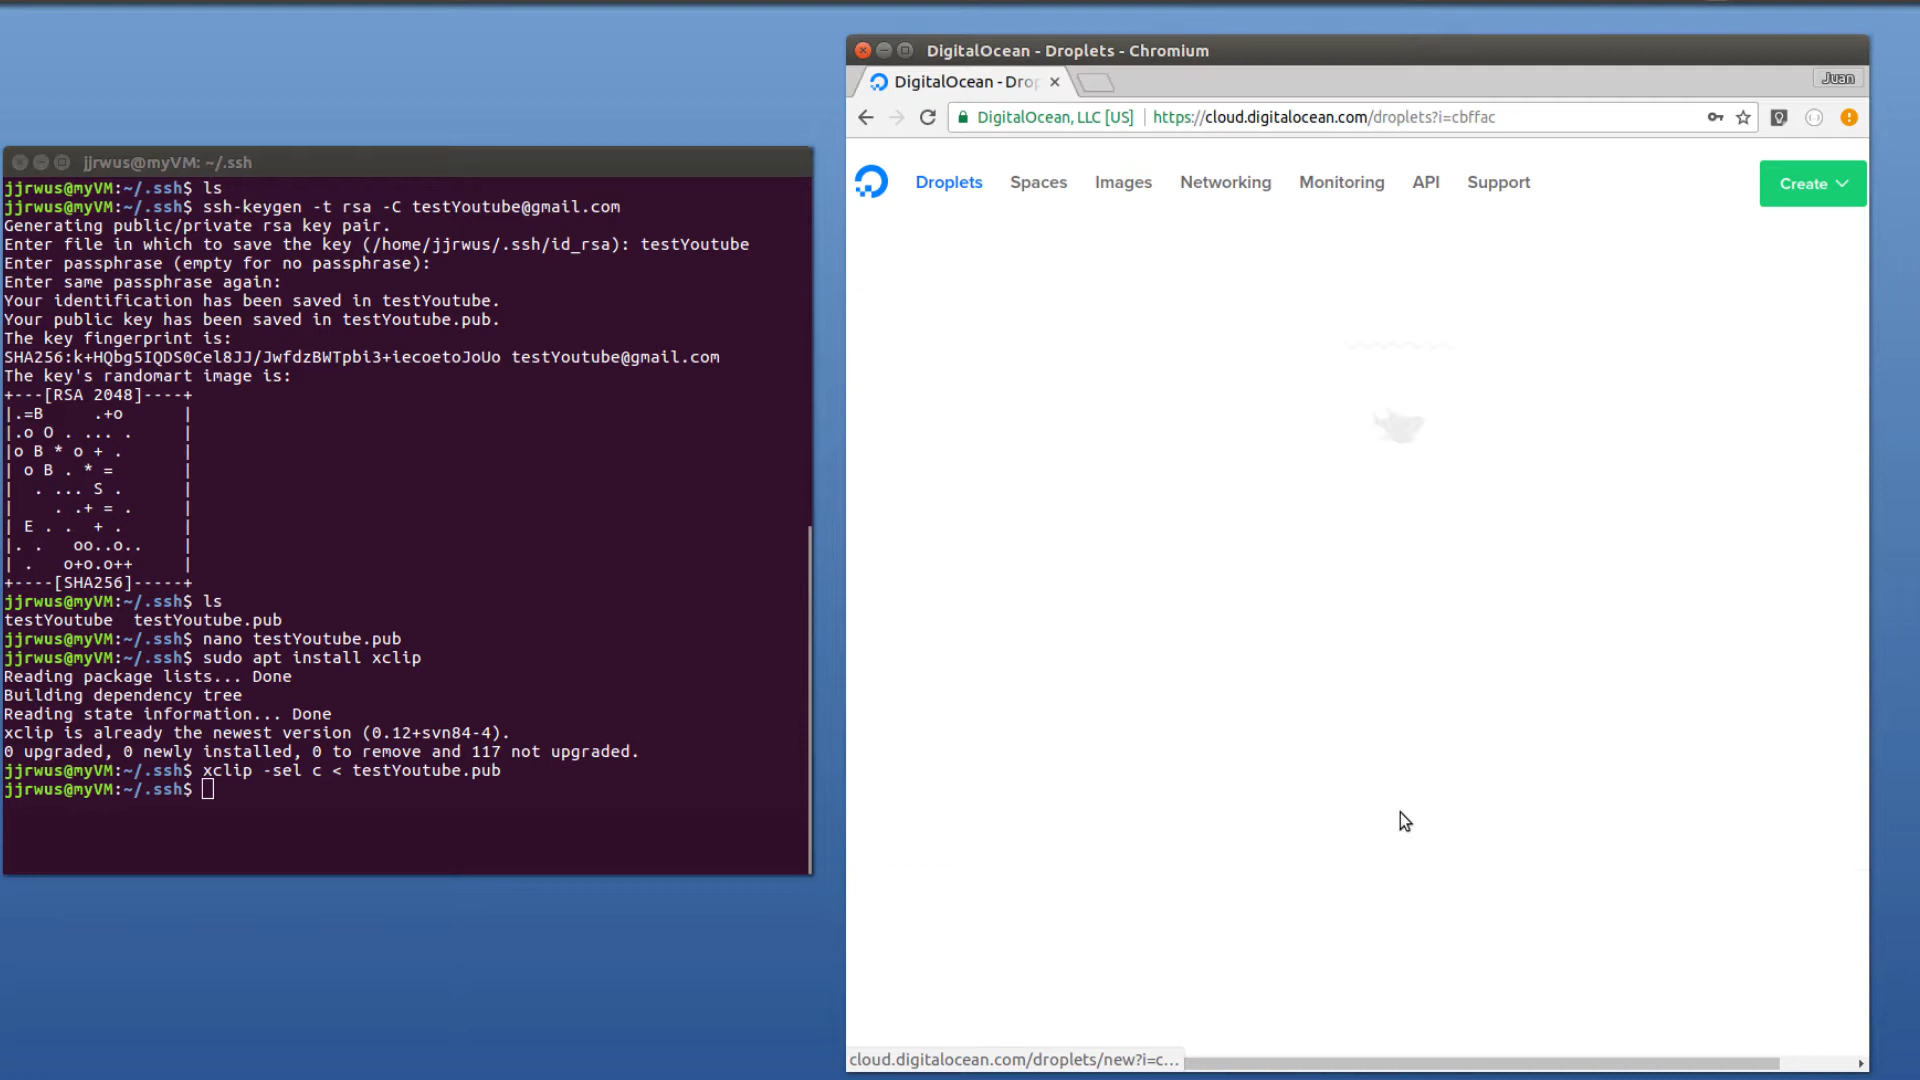 jjrwus@myVM: ~/.ssh
jjrwus@myVM:~/.ssh$ ls
jjrwus@myVM:~/.ssh$ ssh-keygen -t rsa -C testYoutube@gmail.com
Generating public/private rsa key pair.
Enter file in which to save the key (/home/jjrwus/.ssh/id_rsa): testYoutube
Enter passphrase (empty for no passphrase):
Enter same passphrase again:
Your identification has been saved in testYoutube.
Your public key has been saved in testYoutube.pub.
The key fingerprint is:
SHA256:k+HQbg5IQDS0Cel8JJ/JwfdzBWTpbi3+iecoetoJoUo testYoutube@gmail.com
The key's randomart image is:
+---[RSA 2048]----+
|.=B     .+o      |
|.o O . ... .     |
|o B * o + .      |
| o B . * =       |
|  . ... S .      |
|    . .+ = .     |
| E . .  + .      |
|. .   oo..o..    |
| .   o+o.o++     |
+----[SHA256]-----+
jjrwus@myVM:~/.ssh$ ls
testYoutube  testYoutube.pub
jjrwus@myVM:~/.ssh$ nano testYoutube.pub
jjrwus@myVM:~/.ssh$ sudo apt install xclip
Reading package lists... Done
Building dependency tree
Reading state information... Done
xclip is already the newest version (0.12+svn84-4).
0 upgraded, 0 newly installed, 0 to remove and 117 not upgraded.
jjrwus@myVM:~/.ssh$ xclip -sel c < testYoutube.pub
jjrwus@myVM:~/.ssh$
DigitalOcean - Droplets - Chromium
DigitalOcean - Drop
Juan
DigitalOcean, LLC [US] https://cloud.digitalocean.com/droplets?i=cbffac
Droplets Spaces Images Networking Monitoring API Support Create
cloud.digitalocean.com/droplets/new?i=c...